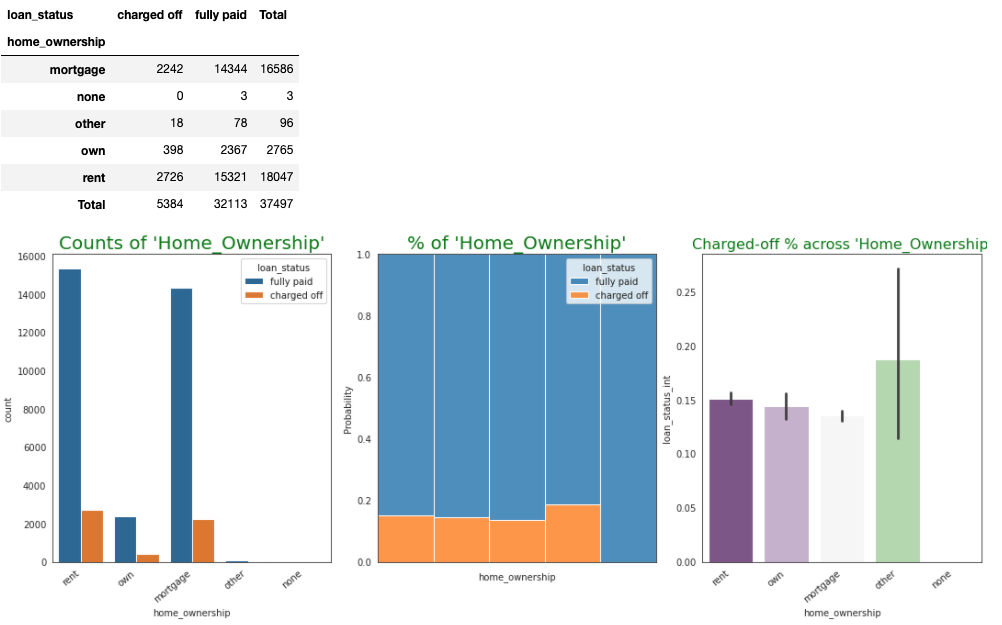 loan_status charged off fully paid Total
home_ownership
mortgage 2242 14344 16586
none 0 3 3
other 18 78 96
own 398 2367 2765
rent 2726 15321 18047
Total 5384 32113 37497
Counts of 'Home_Ownership'
16000
14000
12000
10000
8000
6000
4000
2000
0
count
loan_status
fully paid
charged off
rent own mortgage other none
home_ownership
% of 'Home_Ownership'
1.0
0.8
0.6
0.4
0.2
0.0
Probability
loan_status
fully paid
charged off
home_ownership
Charged-off % across 'Home_Ownership
0.25
0.20
0.15
0.10
0.05
0.00
loan_status_int
rent own mortgage other none
home_ownership